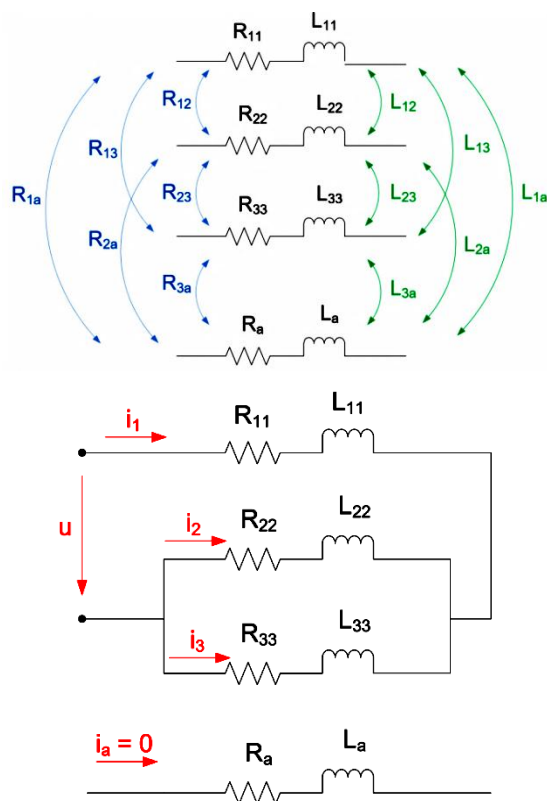 R11 L11
R12 L12
R22 L22
R13 L13
R1a R23 L33 L23 L1a
R33
R2a L2a
R3a L3a
Ra La
i1 R11 L11
u i2 R22 L22
i3 R33 L33
ia = 0 Ra La